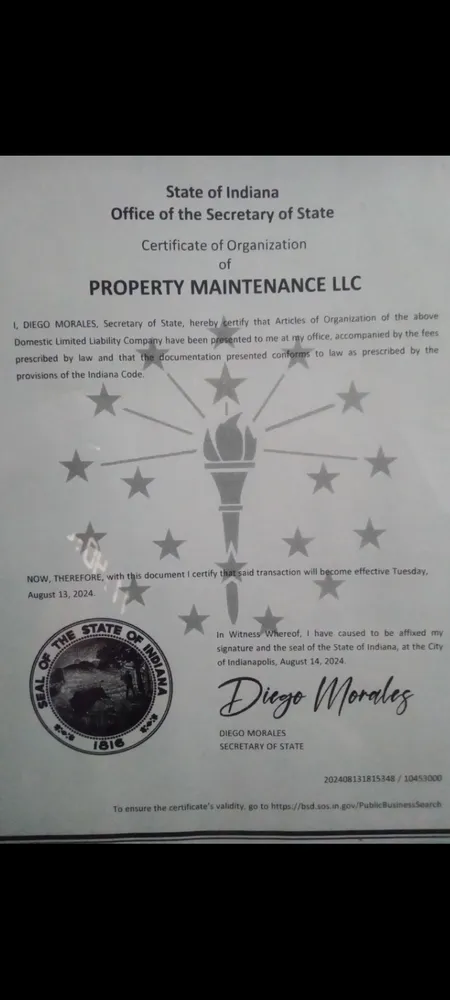 State of Indiana
Office of the Secretary of State
Certificate of Organization
of
PROPERTY MAINTENANCE LLC
I, DIEGO MORALES, Secretary of State, hereby certify that Articles of Organization of the above
Domestic Limited Liability Company have been presented to me at my office, accompanied by the fees
prescribed by law and that the documentation presented conforms to law as prescribed by the
provisions of the Indiana Code.
NOW, THEREFORE, with this document I certify that said transaction will become effective Tuesday,
August 13, 2024.
SEAL OF THE STATE OF INDIANA
1816
In Witness Whereof, I have caused to be affixed my
signature and the seal of the State of Indiana, at the City
of Indianapolis, August 14, 2024.
Diego Morales
DIEGO MORALES
SECRETARY OF STATE
202408131815348 / 10453000
To ensure the certificate's validity, go to https://bsd.sos.in.gov/PublicBusinessSearch